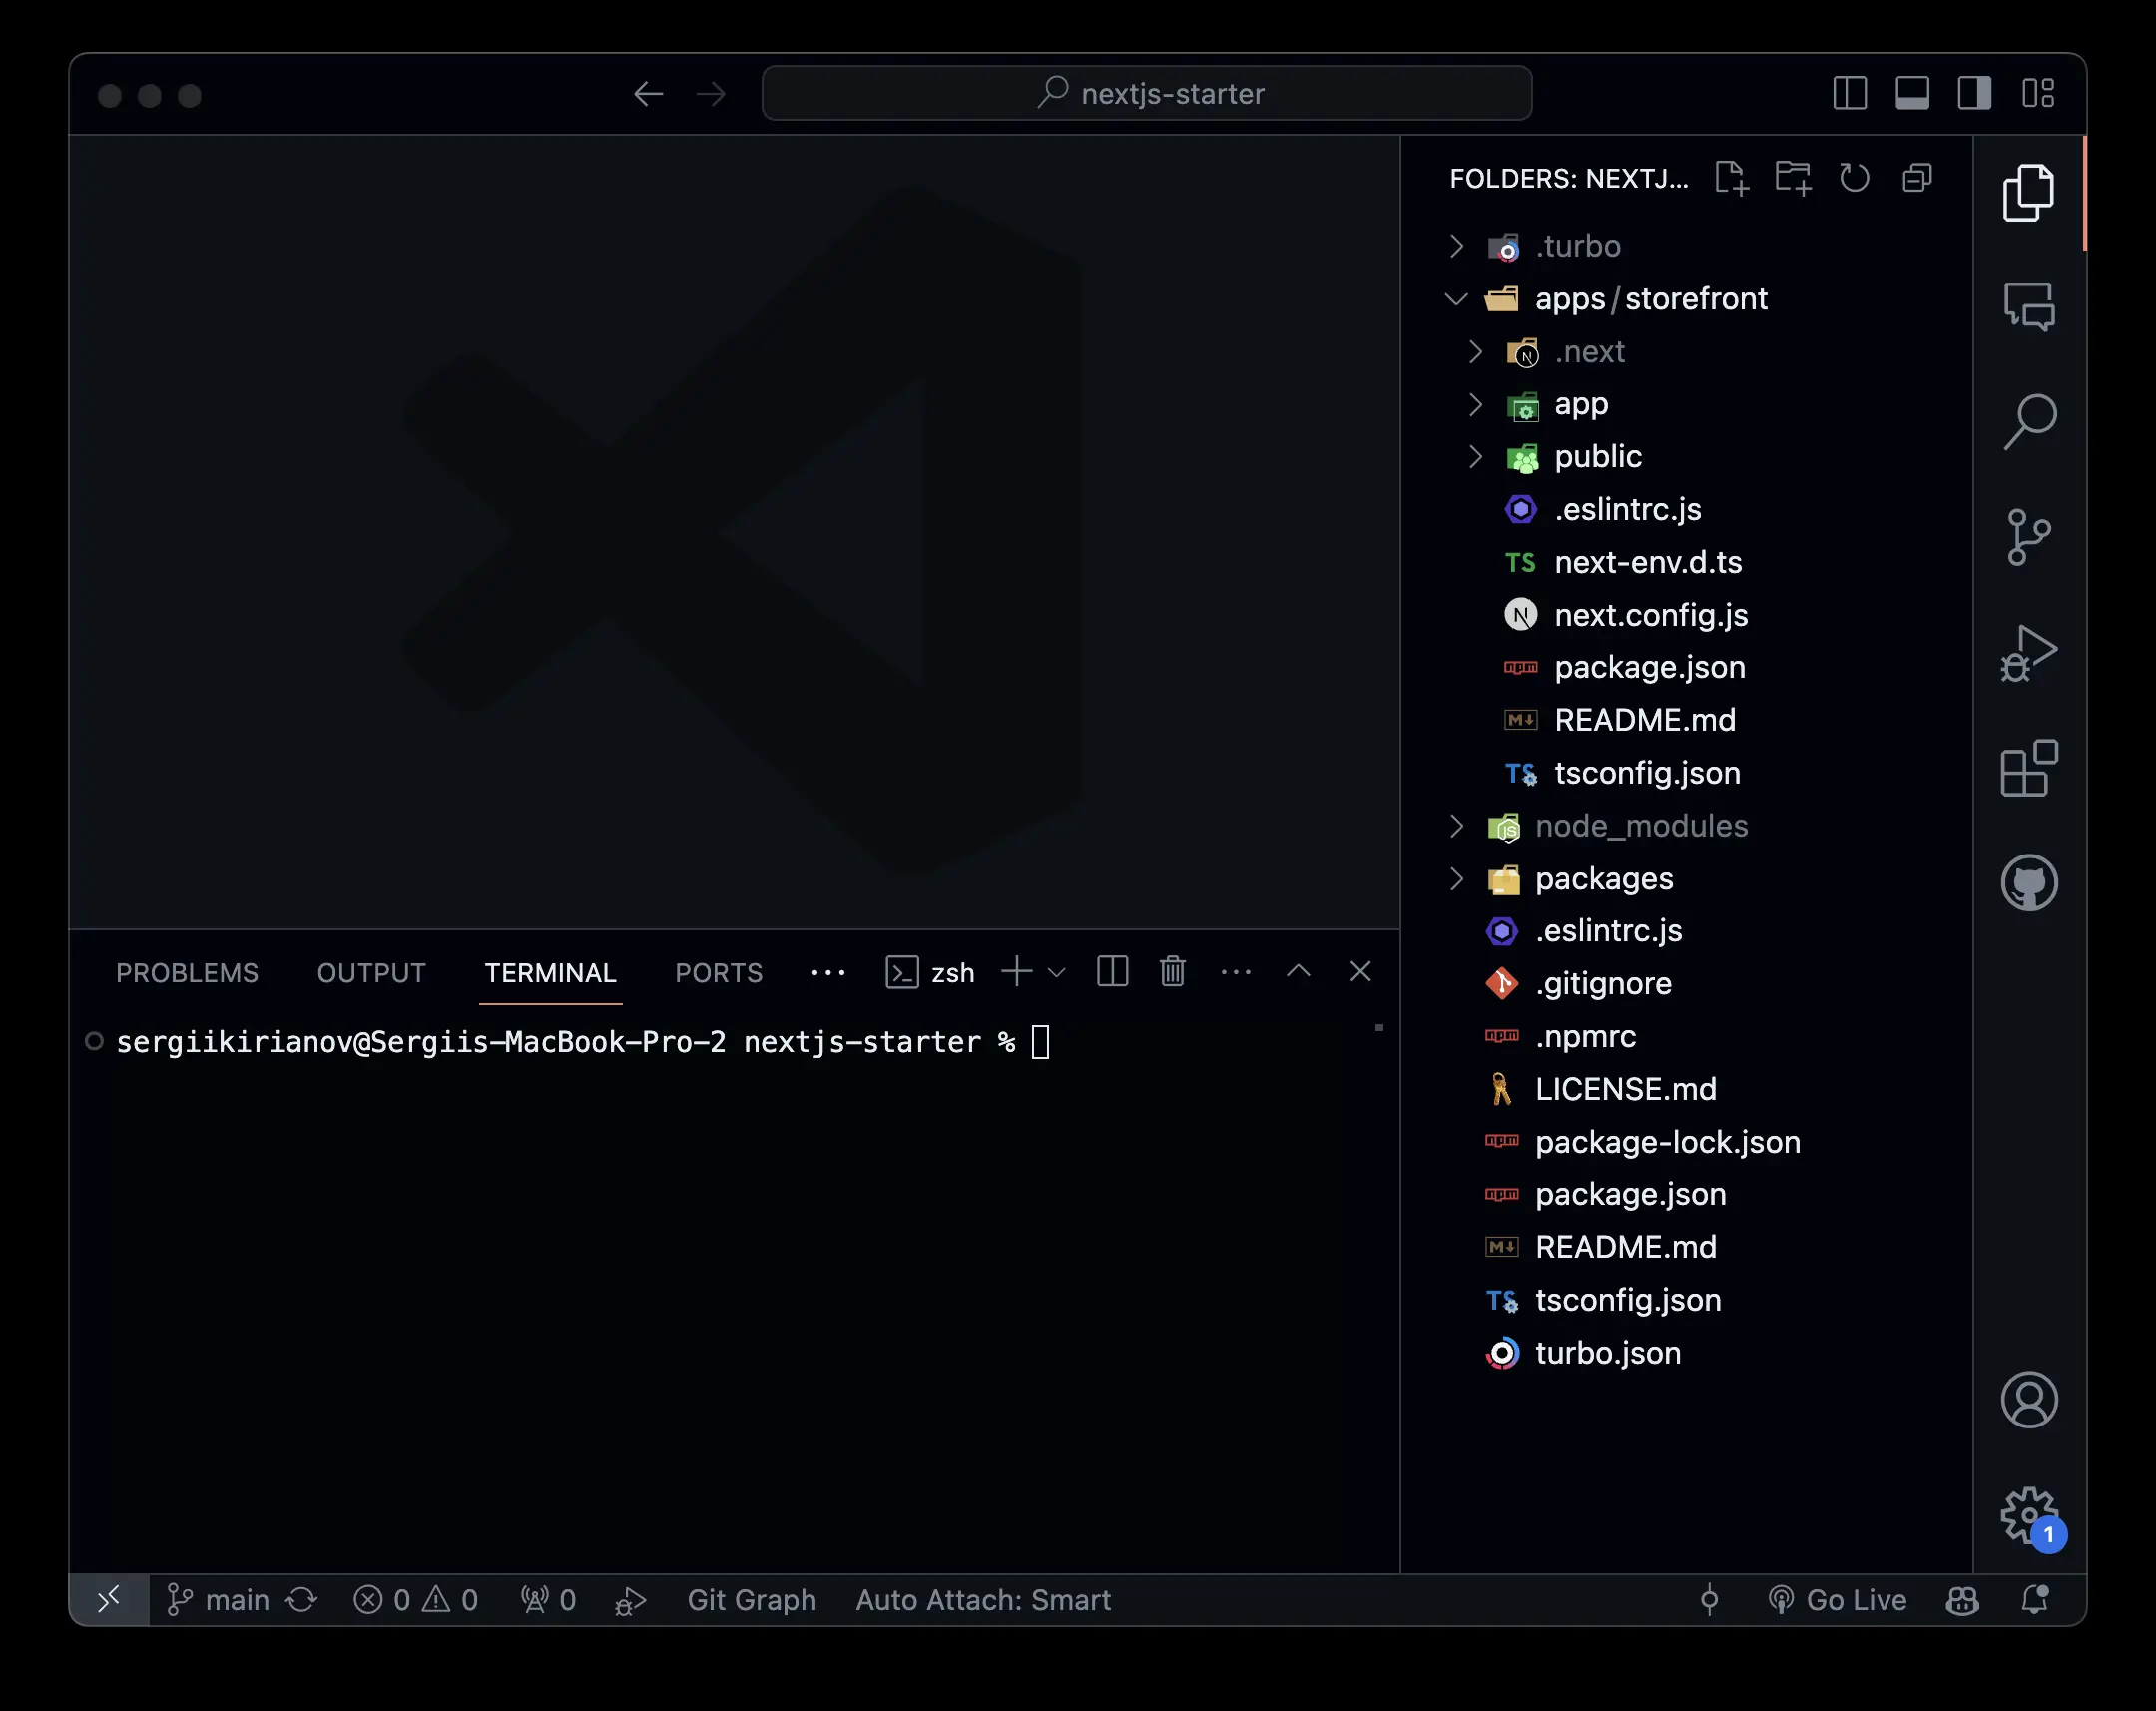 nextjs-starter
FOLDERS: NEXTJ...
.turbo
apps/storefront
.next
app
public
.eslintrc.js
TS next-env.d.ts
next.config.js
package.json
README.md
TS tsconfig.json
node_modules
packages
.eslintrc.js
.gitignore
.npmrc
LICENSE.md
package-lock.json
package.json
README.md
TS tsconfig.json
turbo.json
PROBLEMS OUTPUT TERMINAL PORTS ... zsh
sergiikirianov@Sergiis-MacBook-Pro-2 nextjs-starter %
1
main 0 0 0 Git Graph Auto Attach: Smart Go Live